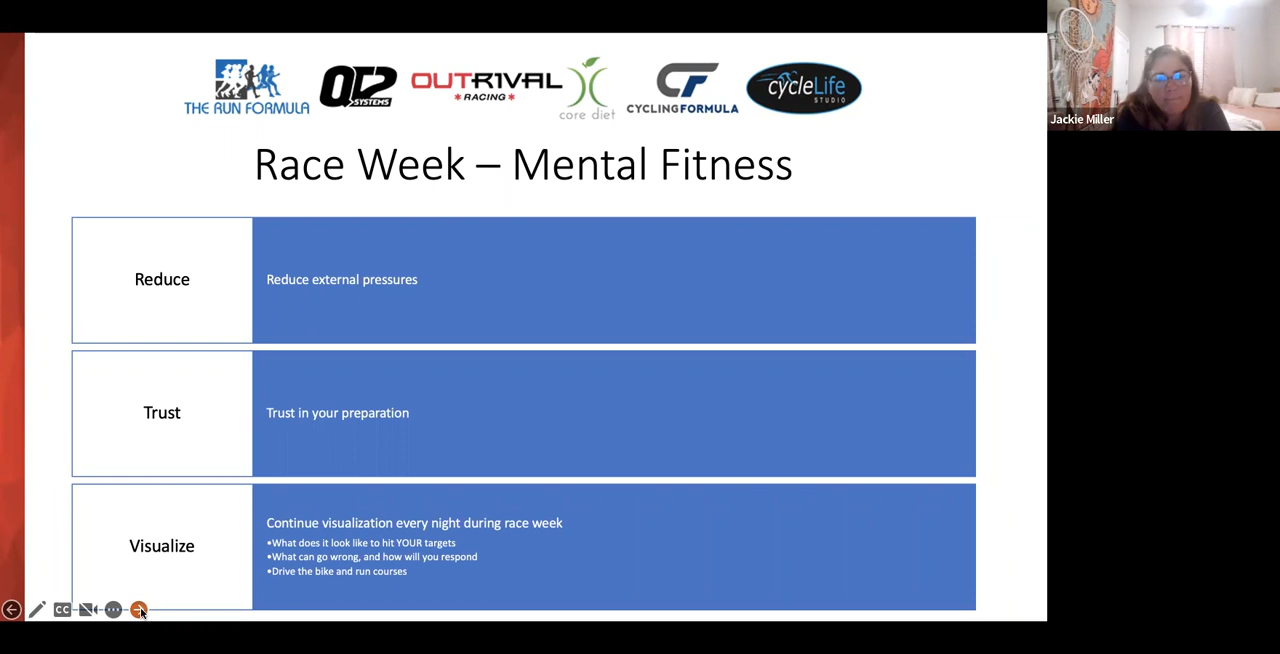 THE RUN FORMULA
SYSTEMS
OUTRIVAL
RACING
core diet
CYCLINGFORMULA
cycleLife
STUDIO
Jackie Miller
Race Week – Mental Fitness
Reduce
Reduce external pressures
Trust
Trust in your preparation
Visualize
Continue visualization every night during race week
•What does it look like to hit YOUR targets
•What can go wrong, and how will you respond
•Drive the bike and run courses
CC